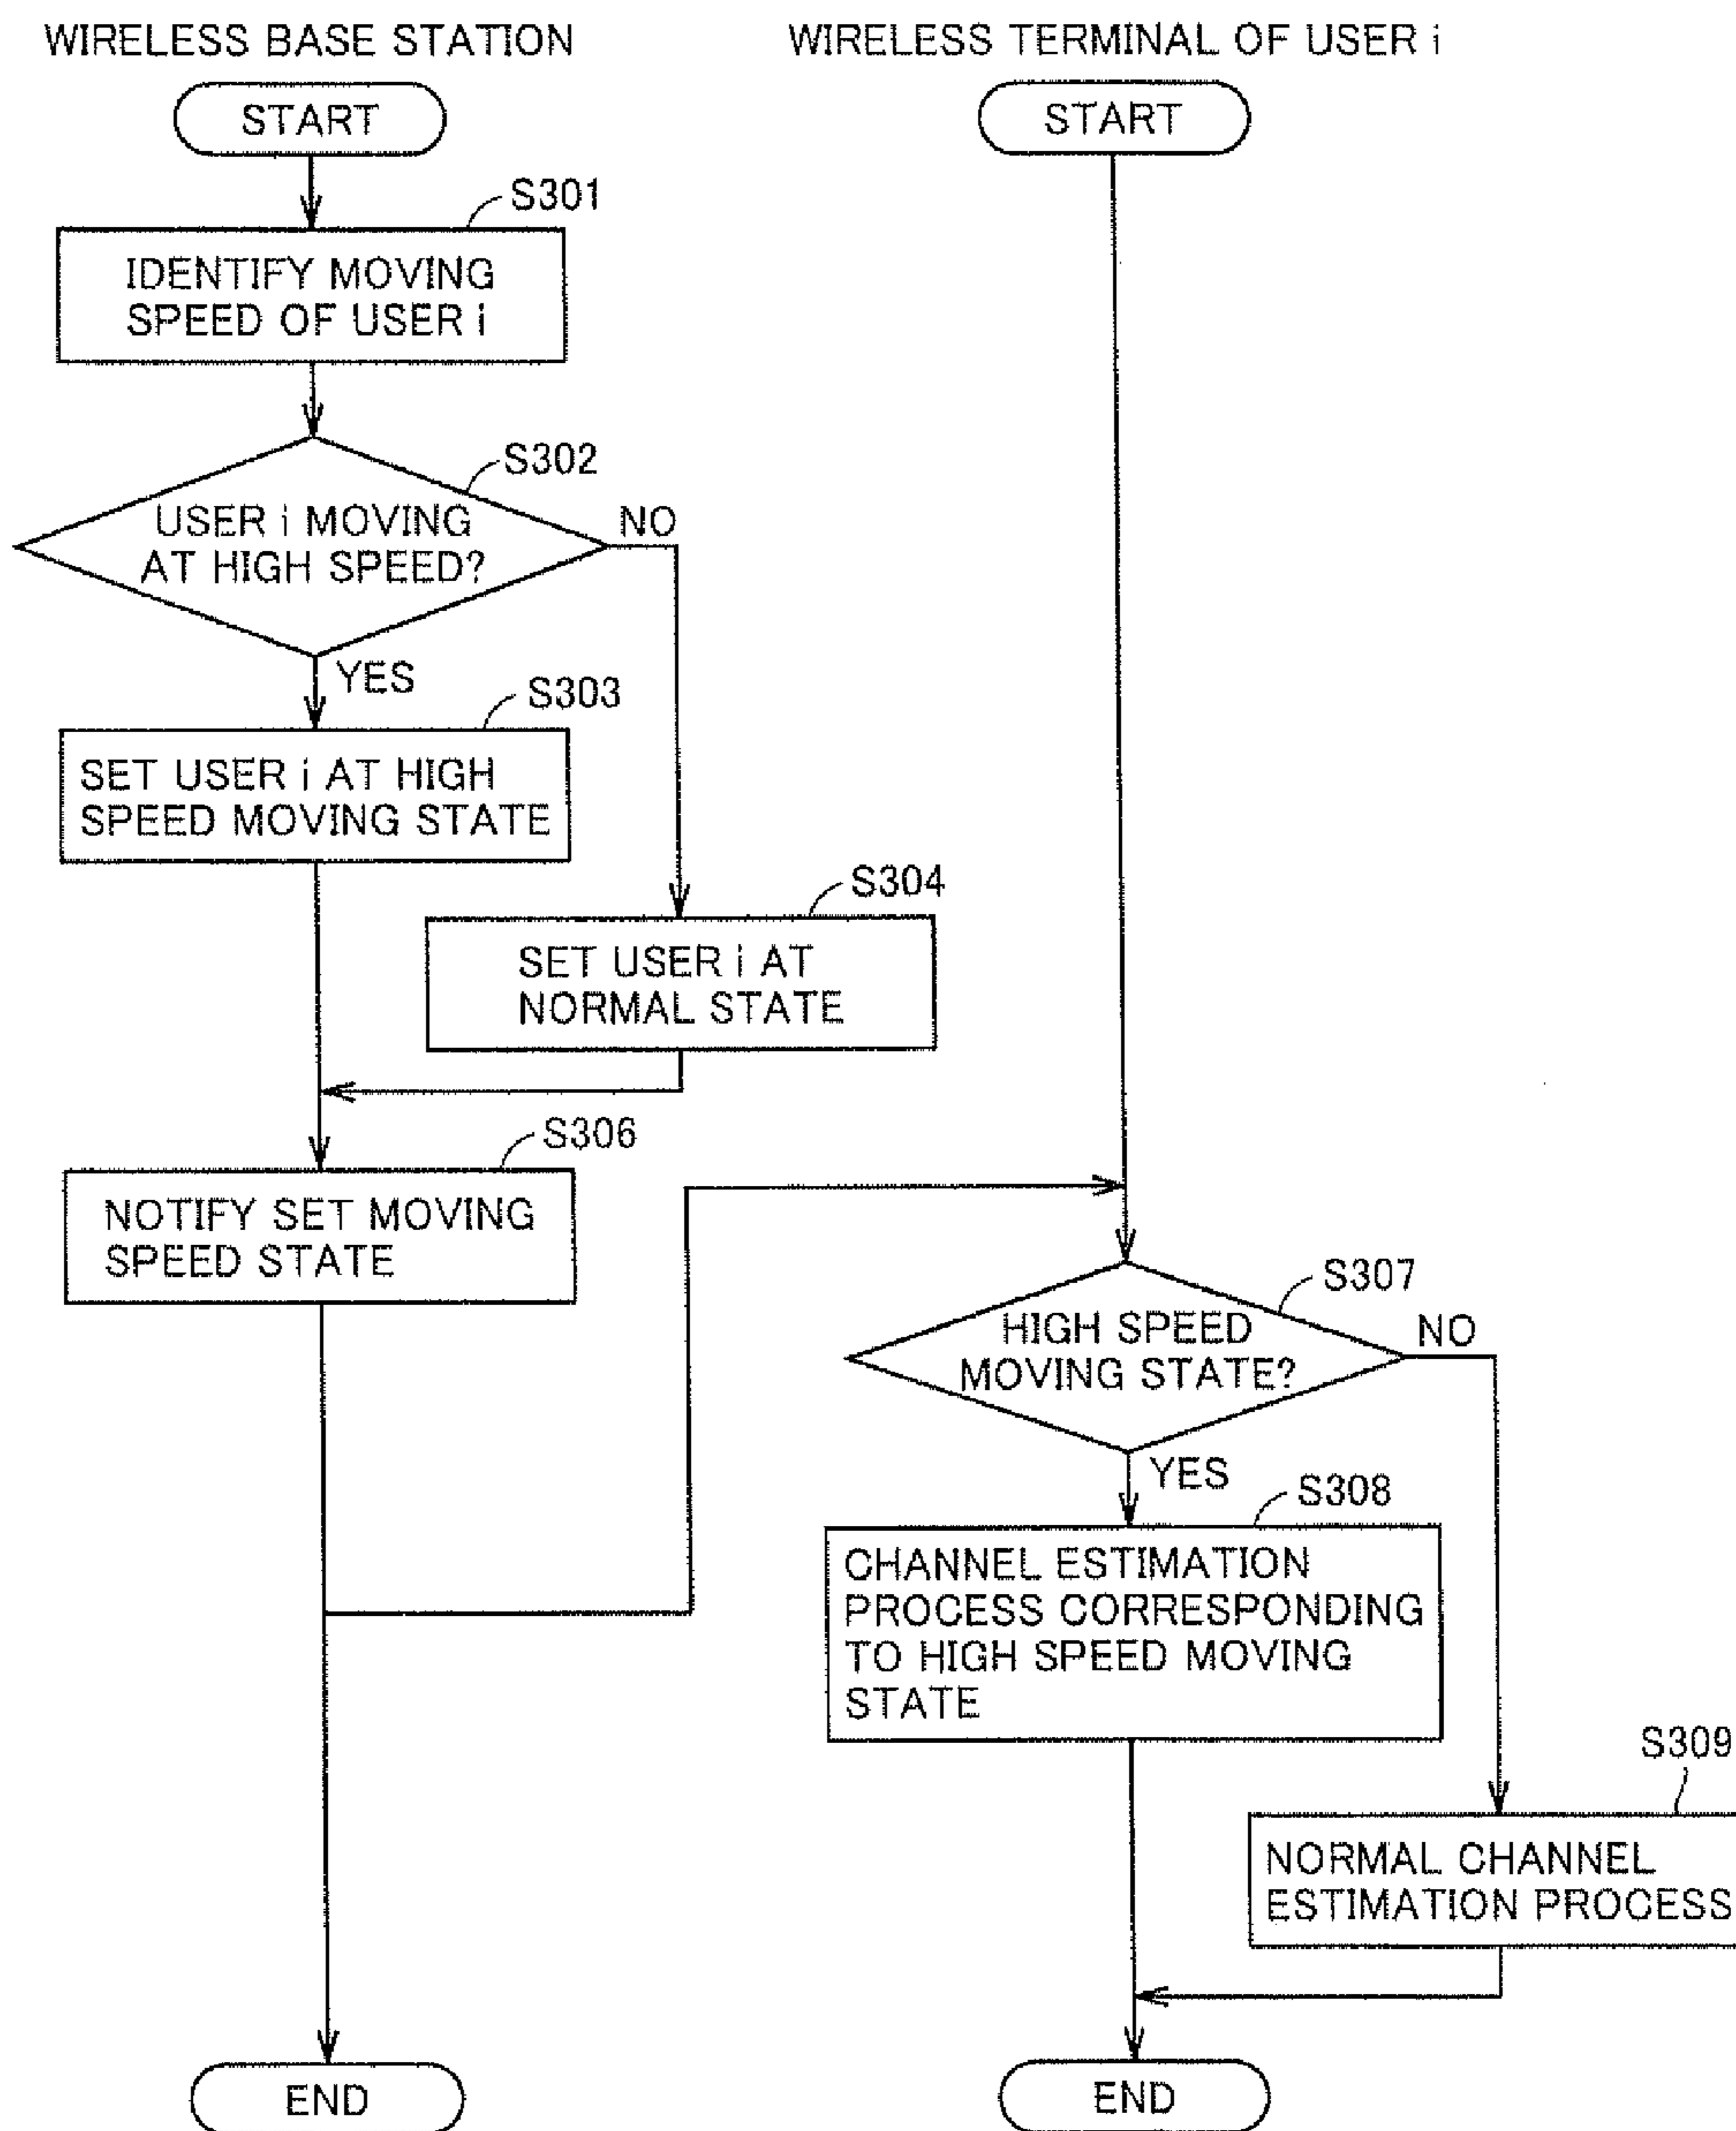 WIRELESS BASE STATION
START
S301
IDENTIFY MOVING
SPEED OF USER i
S302
USER i MOVING
AT HIGH SPEED?
NO
YES
S303
SET USER i AT HIGH
SPEED MOVING STATE
S304
SET USER i AT
NORMAL STATE
S306
NOTIFY SET MOVING
SPEED STATE
END
WIRELESS TERMINAL OF USER i
START
S307
HIGH SPEED
MOVING STATE?
NO
YES
S308
CHANNEL ESTIMATION
PROCESS CORRESPONDING
TO HIGH SPEED MOVING
STATE
S309
NORMAL CHANNEL
ESTIMATION PROCESS
END